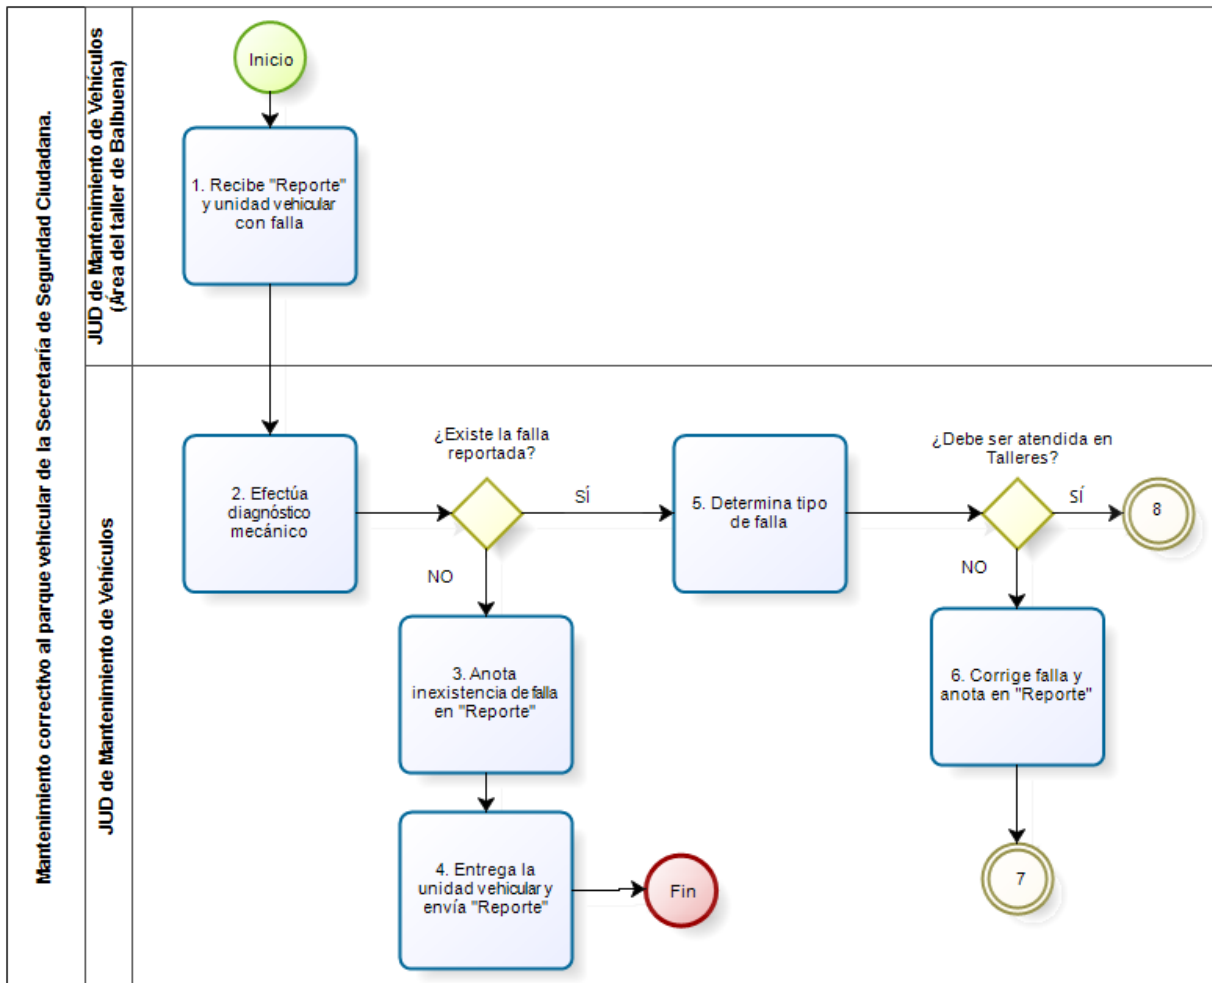 Mantenimiento correctivo al parque vehicular de la Secretaría de Seguridad Ciudadana.
JUD de Mantenimiento de Vehículos
(Área del taller de Balbuena)
Inicio
1. Recibe "Reporte"
y unidad vehicular
con falla
JUD de Mantenimiento de Vehículos
2. Efectúa
diagnóstico
mecánico
¿Existe la falla
reportada?
SÍ
NO
5. Determina tipo
de falla
¿Debe ser atendida en
Talleres?
SÍ
8
NO
3. Anota
inexistencia de falla
en "Reporte"
6. Corrige falla y
anota en "Reporte"
4. Entrega la
unidad vehicular y
envía "Reporte"
Fin
7